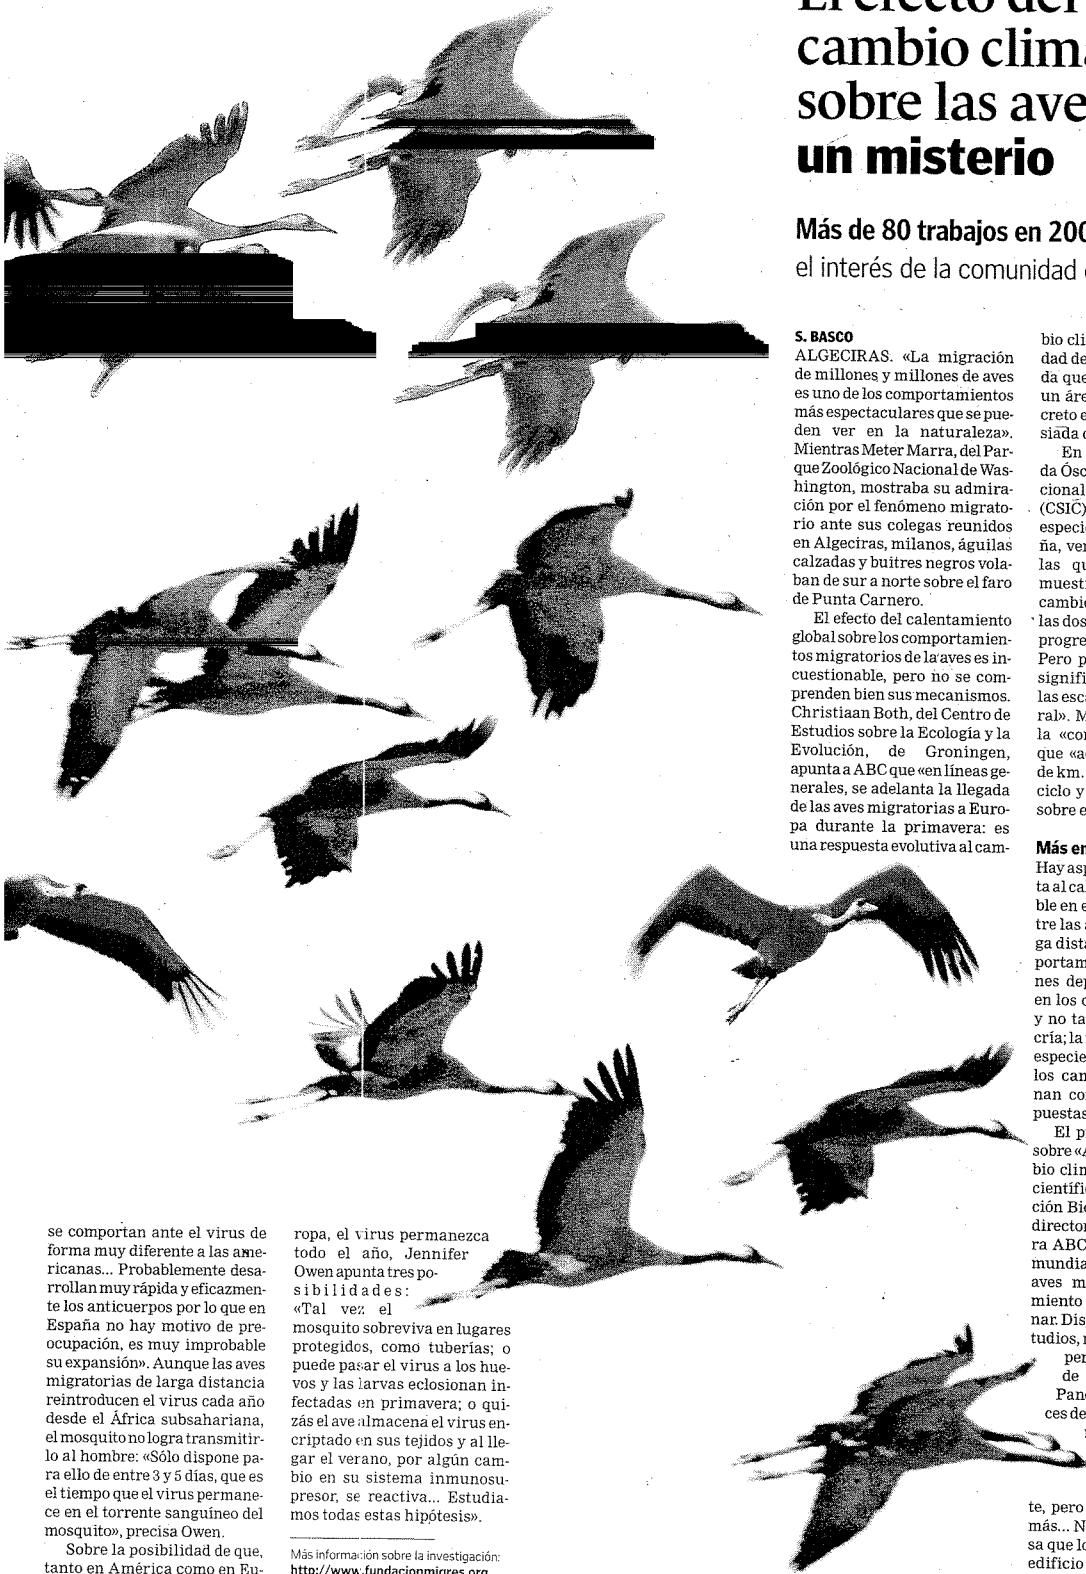 El efecto del
cambio clima
sobre las ave
un misterio
Más de 80 trabajos en 200
el interés de la comunidad
S. BASCO
ALGECIRAS. «La migración
de millones y millones de aves
es uno de los comportamientos
más espectaculares que se pue-
den ver en la naturaleza».
Mientras Meter Marra, del Par-
que Zoológico Nacional de Was-
hington, mostraba su admira-
ción por el fenómeno migrato-
rio ante sus colegas reunidos
en Algeciras, milanos, águilas
calzadas y buitres negros vola-
ban de sur a norte sobre el faro
de Punta Carnero.
El efecto del calentamiento
global sobre los comportamien-
tos migratorios de la aves es in-
cuestionable, pero no se com-
prenden bien sus mecanismos.
Christiaan Both, del Centro de
Estudios sobre la Ecología y la
Evolución, de Groningen,
apunta a ABC que «en líneas ge-
nerales, se adelanta la llegada
de las aves migratorias a Euro-
pa durante la primavera: es
una respuesta evolutiva al cam-
bio cli
dad de
da que
un áre
creto e
siada
En
da Ósc
cional
(CSIC)
especi
ña, ver
las qu
muest
cambi
las dos
progre
Pero p
signifi
las esc
ral». M
la «cor
que «a
de km.
ciclo y
sobre e
Más en
Hay asp
ta al ca
ble en e
tre las
ga dist
portam
nes dep
en los
y no ta
cría; la
especie
los can
nan co
puestas
El p
sobre «A
bio clin
científi
ción Bi
director
ra ABC
mundia
aves m
miento
nar. Dis
tudios,
per
de
Pan
ces de
te, pero
más... N
sa que lo
edificio
se comportan ante el virus de
forma muy diferente a las ame-
ricanas... Probablemente desa-
rrollan muy rápida y eficazmen-
te los anticuerpos por lo que en
España no hay motivo de pre-
ocupación, es muy improbable
su expansión». Aunque las aves
migratorias de larga distancia
reintroducen el virus cada año
desde el África subsahariana,
el mosquito no logra transmitir-
lo al hombre: «Sólo dispone pa-
ra ello de entre 3 y 5 días, que es
el tiempo que el virus permane-
ce en el torrente sanguíneo del
mosquito», precisa Owen.
Sobre la posibilidad de que,
tanto en América como en Eu-
ropa, el virus permanezca
todo el año, Jennifer
Owen apunta tres po-
sibilidades:
«Tal vez el
mosquito sobreviva en lugares
protegidos, como tuberías; o
puede pasar el virus a los hue-
vos y las larvas eclosionan in-
fectadas en primavera; o qui-
zás el ave almacena el virus en-
criptado en sus tejidos y al lle-
gar el verano, por algún cam-
bio en su sistema inmunosu-
presor, se reactiva... Estudia-
mos todas estas hipótesis».
Más información sobre la investigación:
http://www.fundacionmigres.org